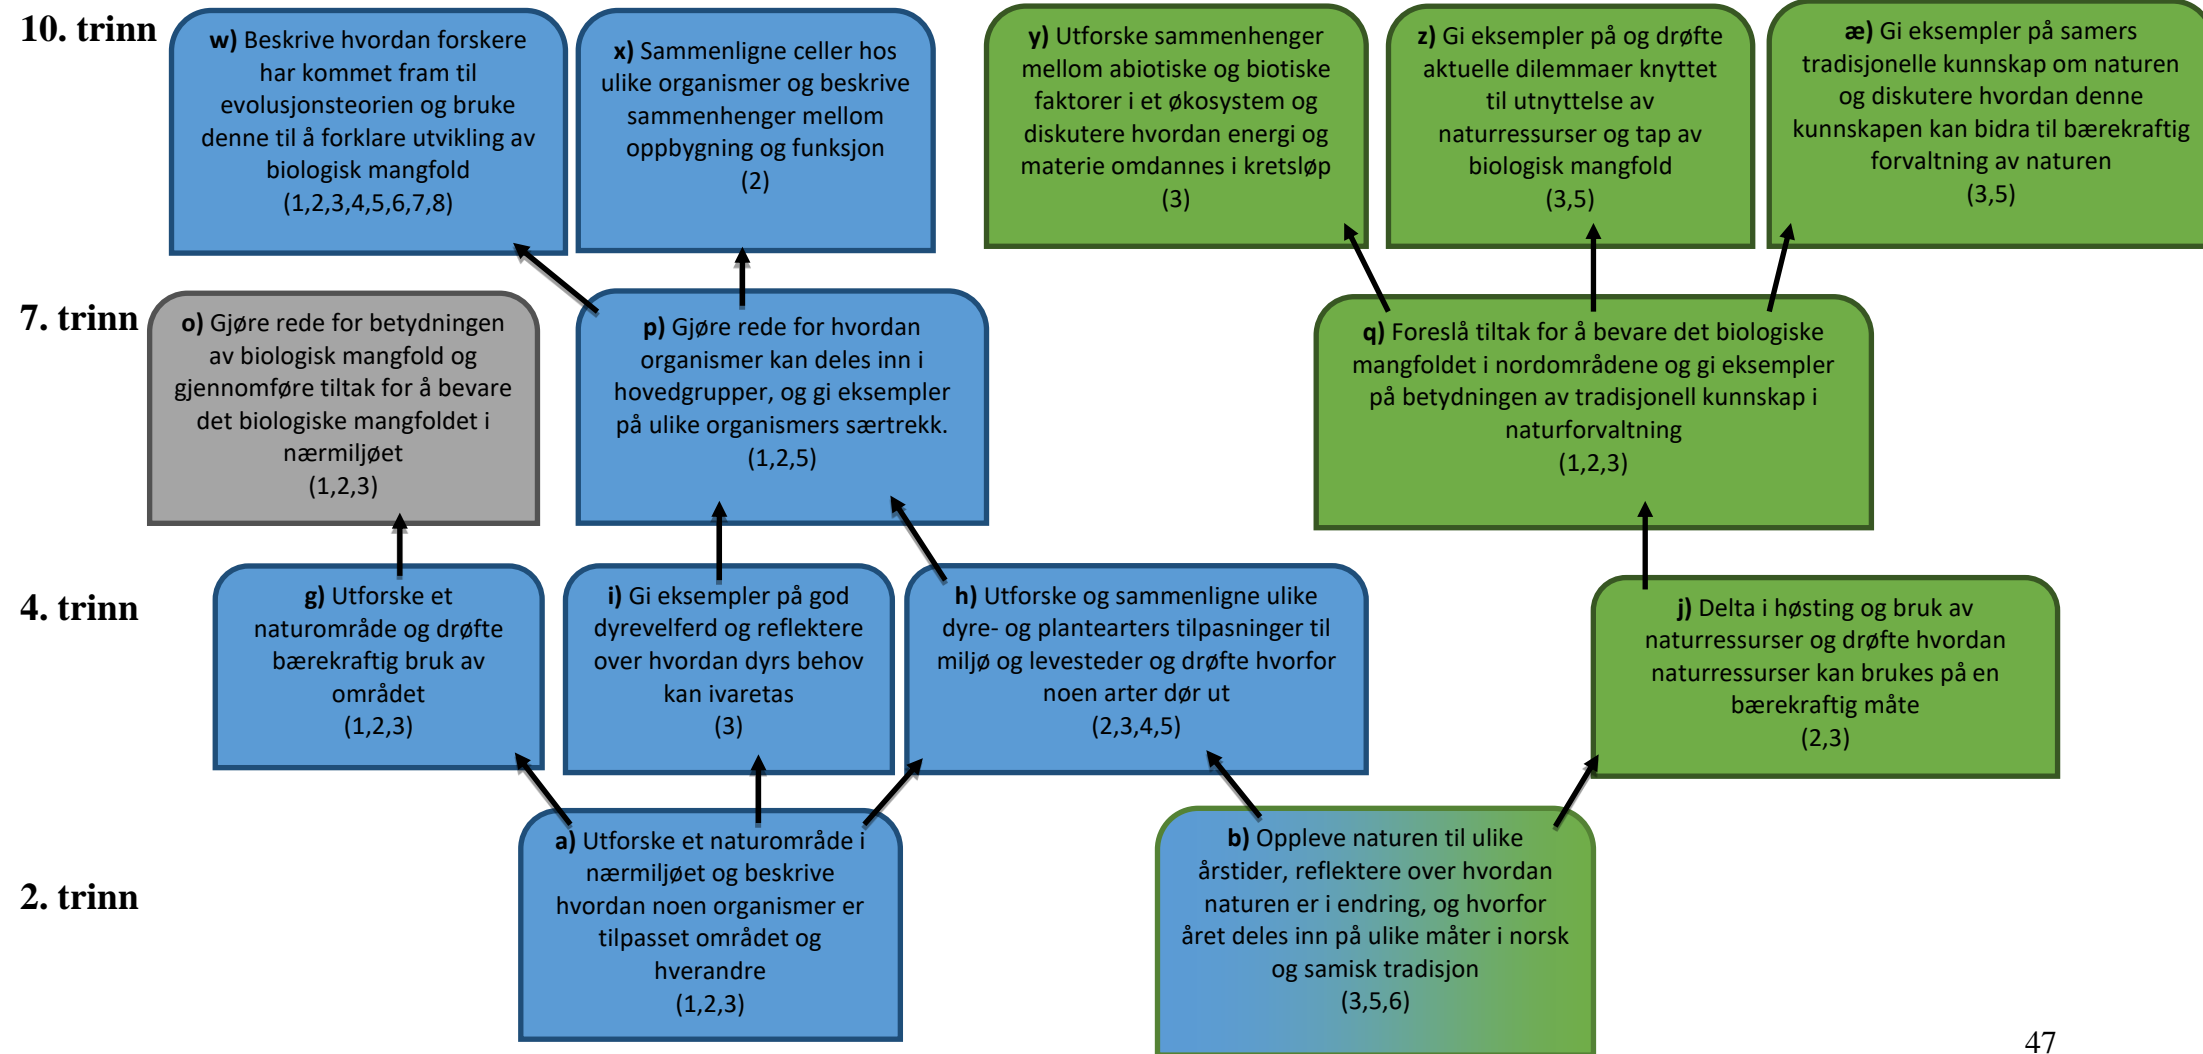 10. trinn
w) Beskrive hvordan forskere
har kommet fram til
evolusjonsteorien og bruke
denne til å forklare utvikling av
biologisk mangfold
(1,2,3,4,5,6,7,8)
x) Sammenligne celler hos
ulike organismer og beskrive
sammenhenger mellom
oppbygning og funksjon
(2)
y) Utforske sammenhenger
mellom abiotiske og biotiske
faktorer i et økosystem og
diskutere hvordan energi og
materie omdannes i kretsløp
(3)
z) Gi eksempler på og drøfte
aktuelle dilemmaer knyttet
til utnyttelse av
naturressurser og tap av
biologisk mangfold
(3,5)
æ) Gi eksempler på samers
tradisjonelle kunnskap om naturen
og diskutere hvordan denne
kunnskapen kan bidra til bærekraftig
forvaltning av naturen
(3,5)
7. trinn
o) Gjøre rede for betydningen
av biologisk mangfold og
gjennomføre tiltak for å bevare
det biologiske mangfoldet i
nærmiljøet
(1,2,3)
p) Gjøre rede for hvordan
organismer kan deles inn i
hovedgrupper, og gi eksempler
på ulike organismers særtrekk.
(1,2,5)
q) Foreslå tiltak for å bevare det biologiske
mangfoldet i nordområdene og gi eksempler
på betydningen av tradisjonell kunnskap i
naturforvaltning
(1,2,3)
4. trinn
g) Utforske et
naturområde og drøfte
bærekraftig bruk av
området
(1,2,3)
i) Gi eksempler på god
dyrevelferd og reflektere
over hvordan dyrs behov
kan ivaretas
(3)
h) Utforske og sammenligne ulike
dyre- og plantearters tilpasninger til
miljø og levesteder og drøfte hvorfor
noen arter dør ut
(2,3,4,5)
j) Delta i høsting og bruk av
naturressurser og drøfte hvordan
naturressurser kan brukes på en
bærekraftig måte
(2,3)
2. trinn
a) Utforske et naturområde i
nærmiljøet og beskrive
hvordan noen organismer er
tilpasset området og
hverandre
(1,2,3)
b) Oppleve naturen til ulike
årstider, reflektere over hvordan
naturen er i endring, og hvorfor
året deles inn på ulike måter i norsk
og samisk tradisjon
(3,5,6)
47